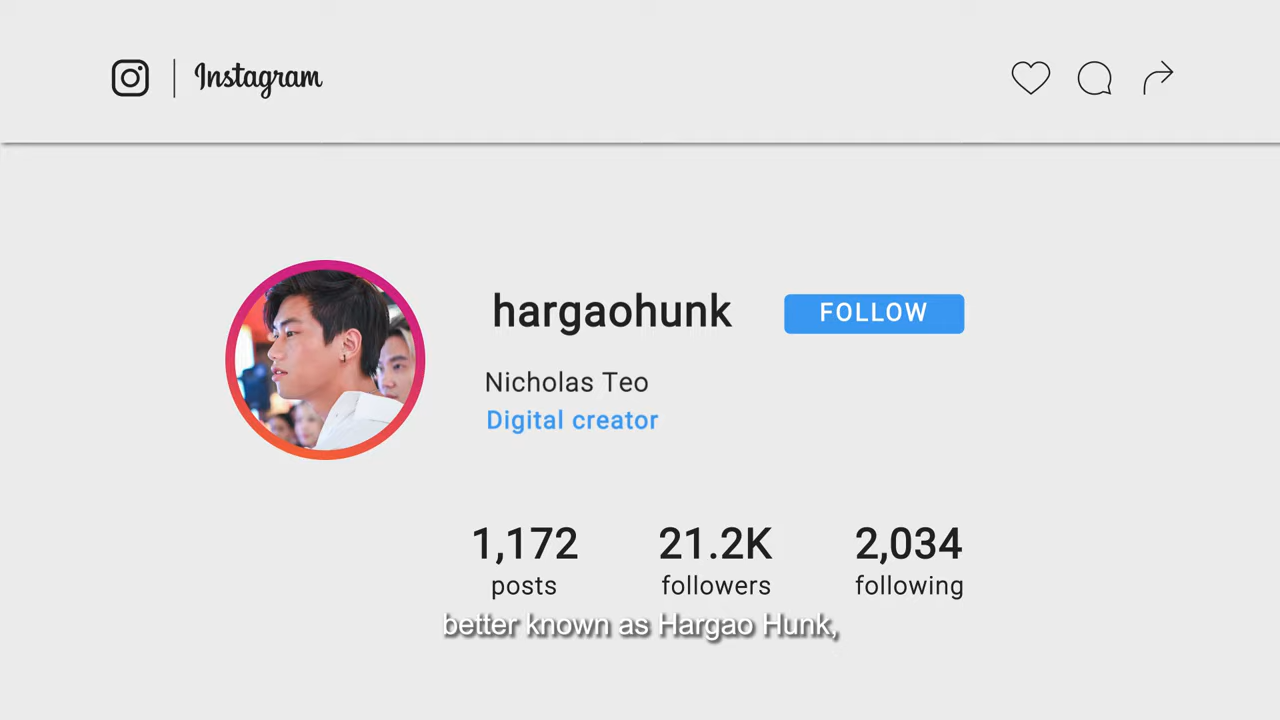 Instagram
hargaohunk
FOLLOW
Nicholas Teo
Digital creator
1,172 21.2K 2,034
posts followers following
better known as Hargao Hunk,